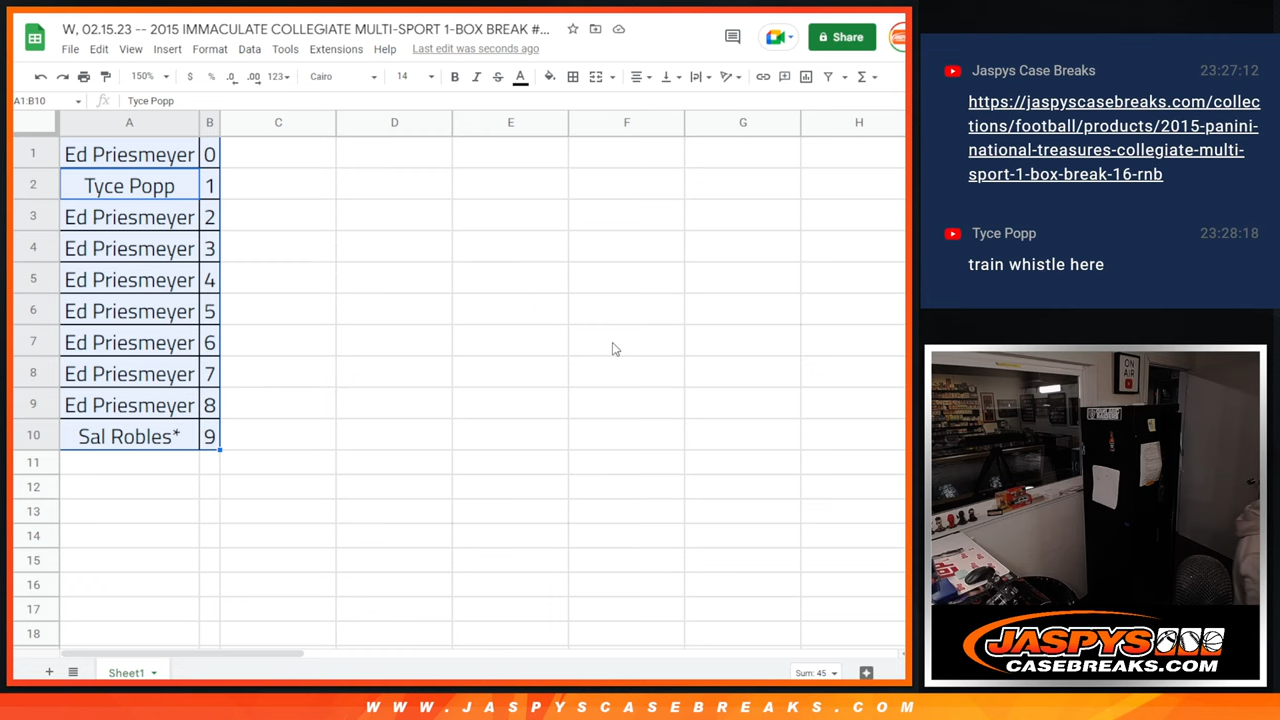 W, 02.15.23 -- 2015 IMMACULATE COLLEGIATE MULTI-SPORT 1-BOX BREAK #...
File Edit View Insert Format Data Tools Extensions Help Last edit was seconds ago
Share
150% $ % .0 .00 123 Cairo 14 B I S A
A1:B10 fx Tyce Popp
A B C D E F G H
1 Ed Priesmeyer 0
2 Tyce Popp 1
3 Ed Priesmeyer 2
4 Ed Priesmeyer 3
5 Ed Priesmeyer 4
6 Ed Priesmeyer 5
7 Ed Priesmeyer 6
8 Ed Priesmeyer 7
9 Ed Priesmeyer 8
10 Sal Robles* 9
11
12
13
14
15
16
17
18
Sheet1 Sum: 45
Jaspys Case Breaks 23:27:12
https://jaspyscasebreaks.com/collec
tions/football/products/2015-panini-
national-treasures-collegiate-multi-
sport-1-box-break-16-rnb
Tyce Popp 23:28:18
train whistle here
ON
AIR
JASPYS
CASEBREAKS.COM
WWW.JASPYSCASEBREAKS.COM